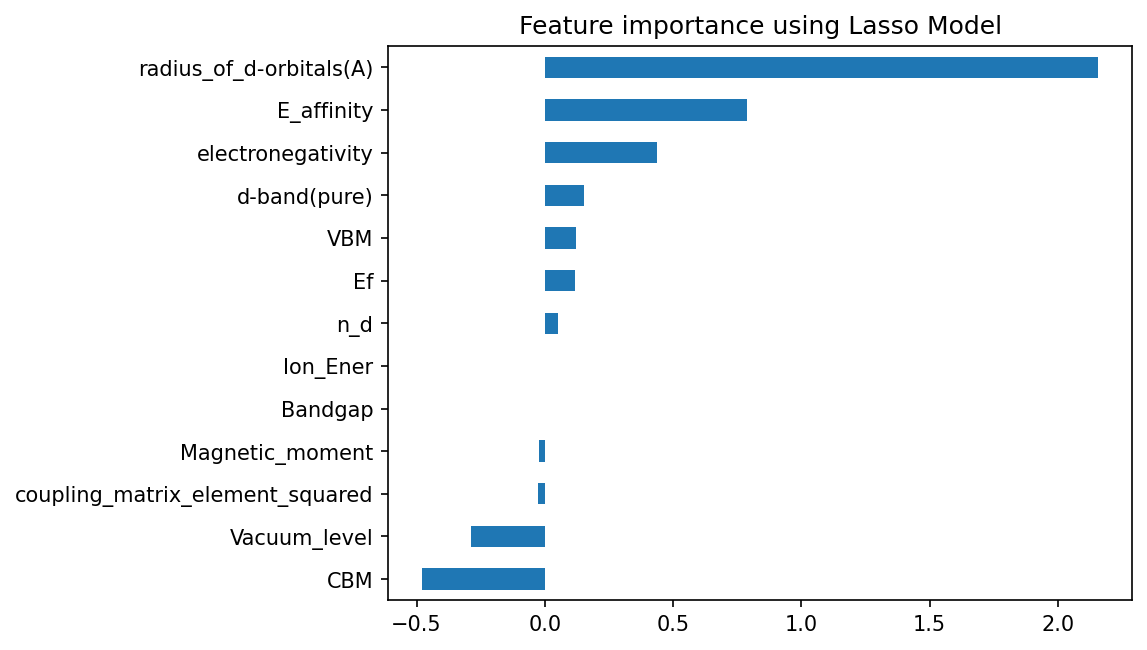 Feature importance using Lasso Model
radius_of_d-orbitals(A)
E_affinity
electronegativity
d-band(pure)
VBM
Ef
n_d
Ion_Ener
Bandgap
Magnetic_moment
coupling_matrix_element_squared
Vacuum_level
CBM
−0.5 0.0 0.5 1.0 1.5 2.0